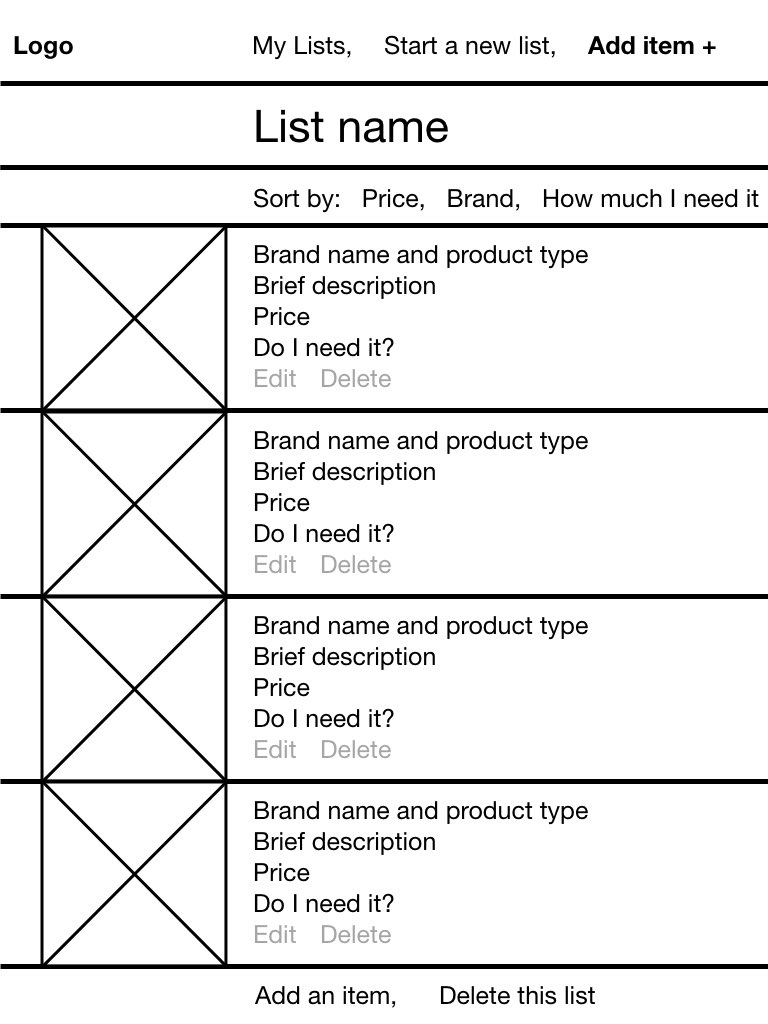 Logo My Lists, Start a new list, Add item +
List name
Sort by: Price, Brand, How much I need it
Brand name and product type
Brief description
Price
Do I need it?
Edit Delete
Brand name and product type
Brief description
Price
Do I need it?
Edit Delete
Brand name and product type
Brief description
Price
Do I need it?
Edit Delete
Brand name and product type
Brief description
Price
Do I need it?
Edit Delete
Add an item, Delete this list